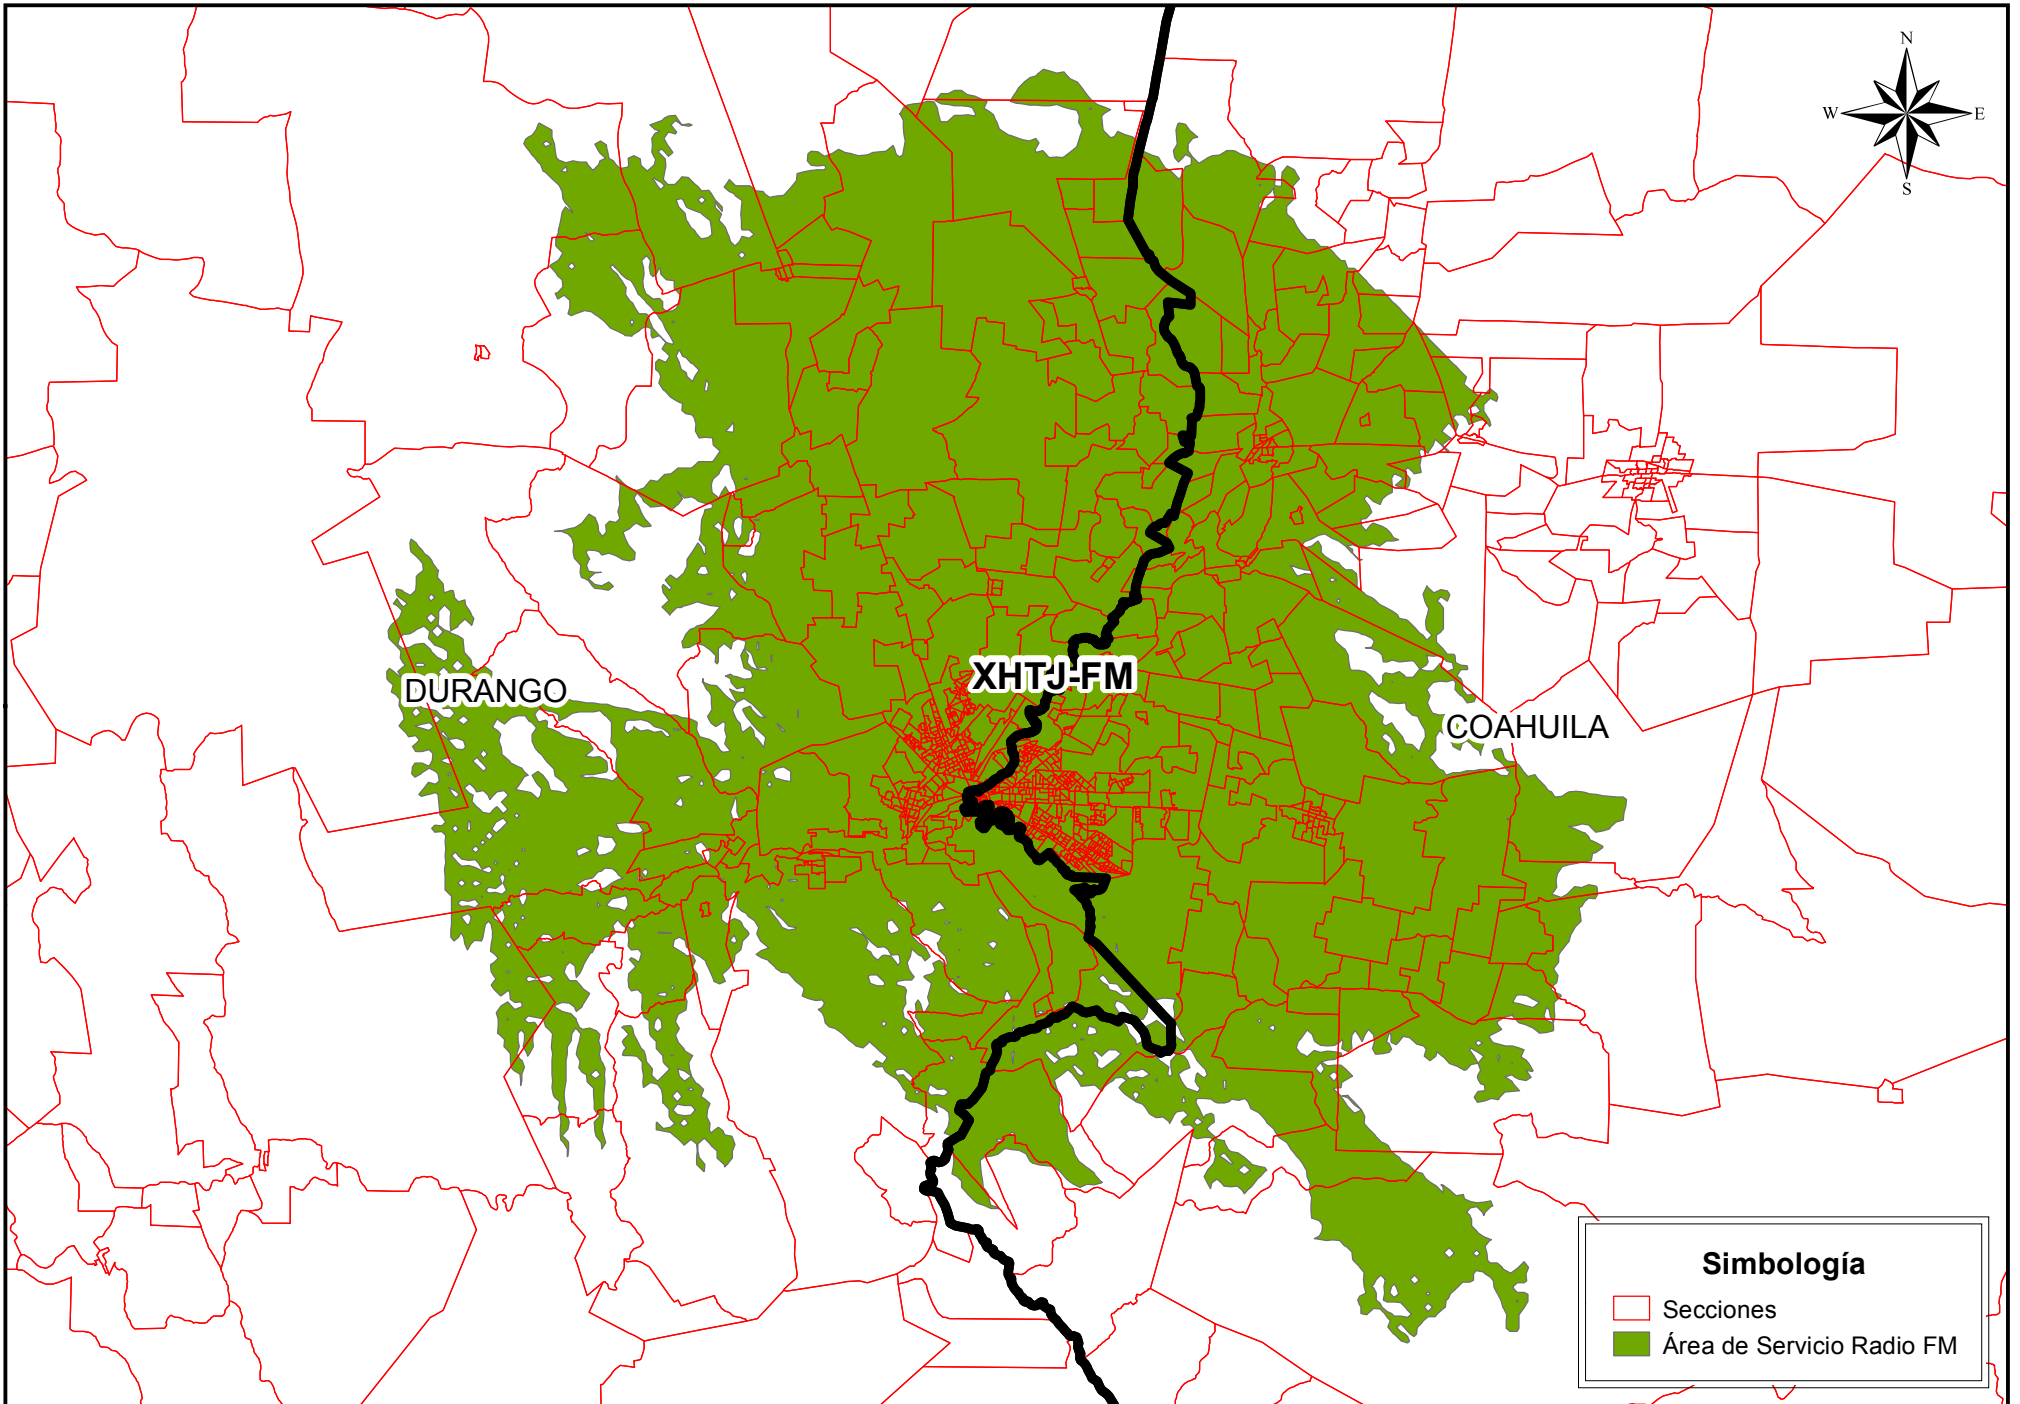 N
W E
S
XHTJ-FM
DURANGO
COAHUILA
Simbología
Secciones
Área de Servicio Radio FM